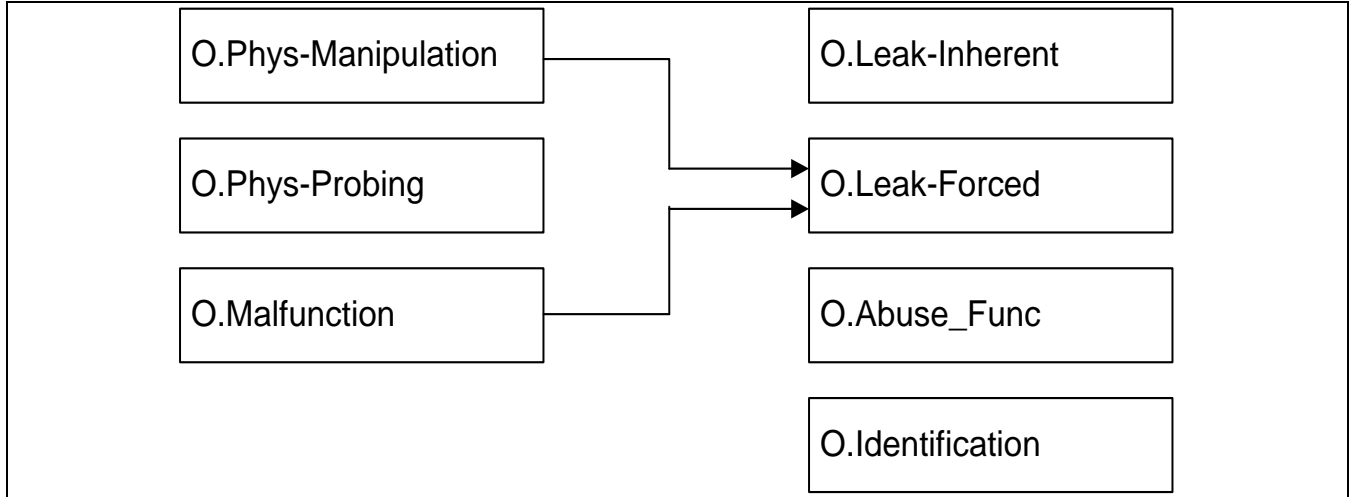 O.Phys-Manipulation
O.Leak-Inherent
O.Phys-Probing
O.Leak-Forced
O.Malfunction
O.Abuse_Func
O.Identification